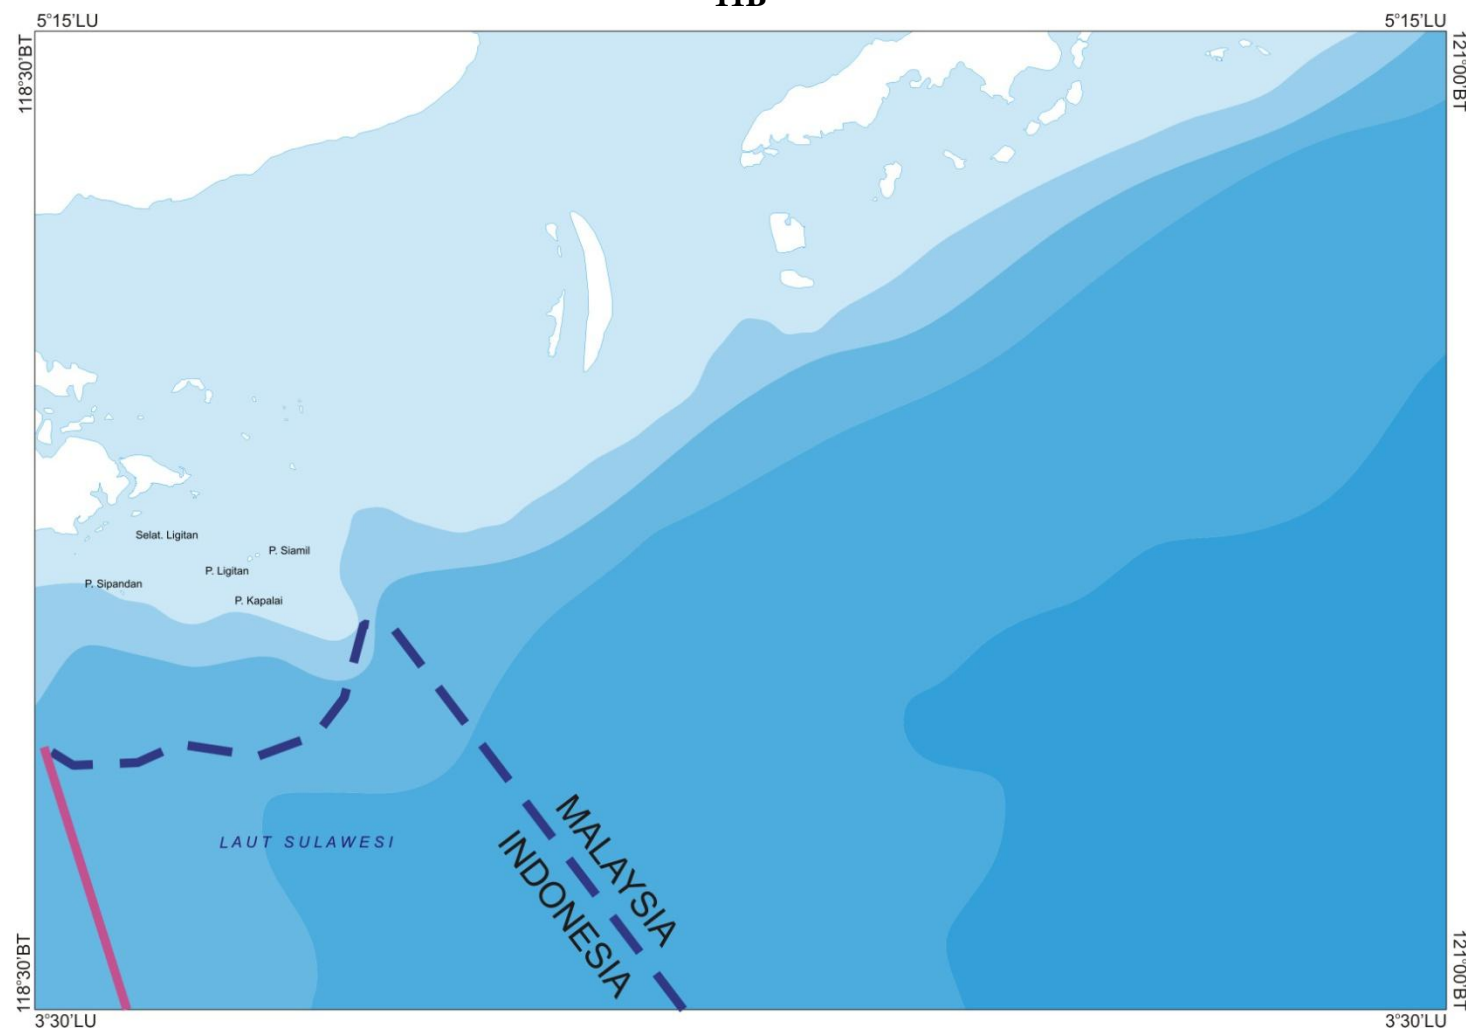 5°15'LU
5°15'LU
118°30'BT
121°00'BT
Selat. Ligitan
P. Siamil
P. Ligitan
P. Sipandan
P. Kapalai
LAUT SULAWESI
MALAYSIA
INDONESIA
118°30'BT
121°00'BT
3°30'LU
3°30'LU